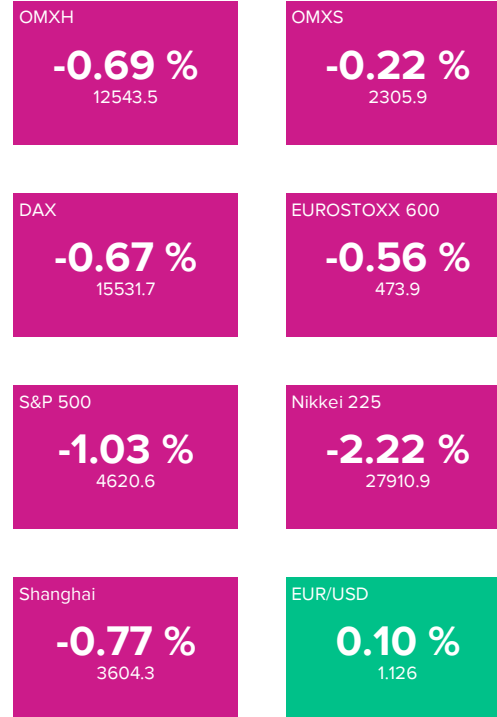 OMXH
-0.69 %
12543.5
OMXS
-0.22 %
2305.9
DAX
-0.67 %
15531.7
EUROSTOXX 600
-0.56 %
473.9
S&P 500
-1.03 %
4620.6
Nikkei 225
-2.22 %
27910.9
Shanghai
-0.77 %
3604.3
EUR/USD
0.10 %
1.126